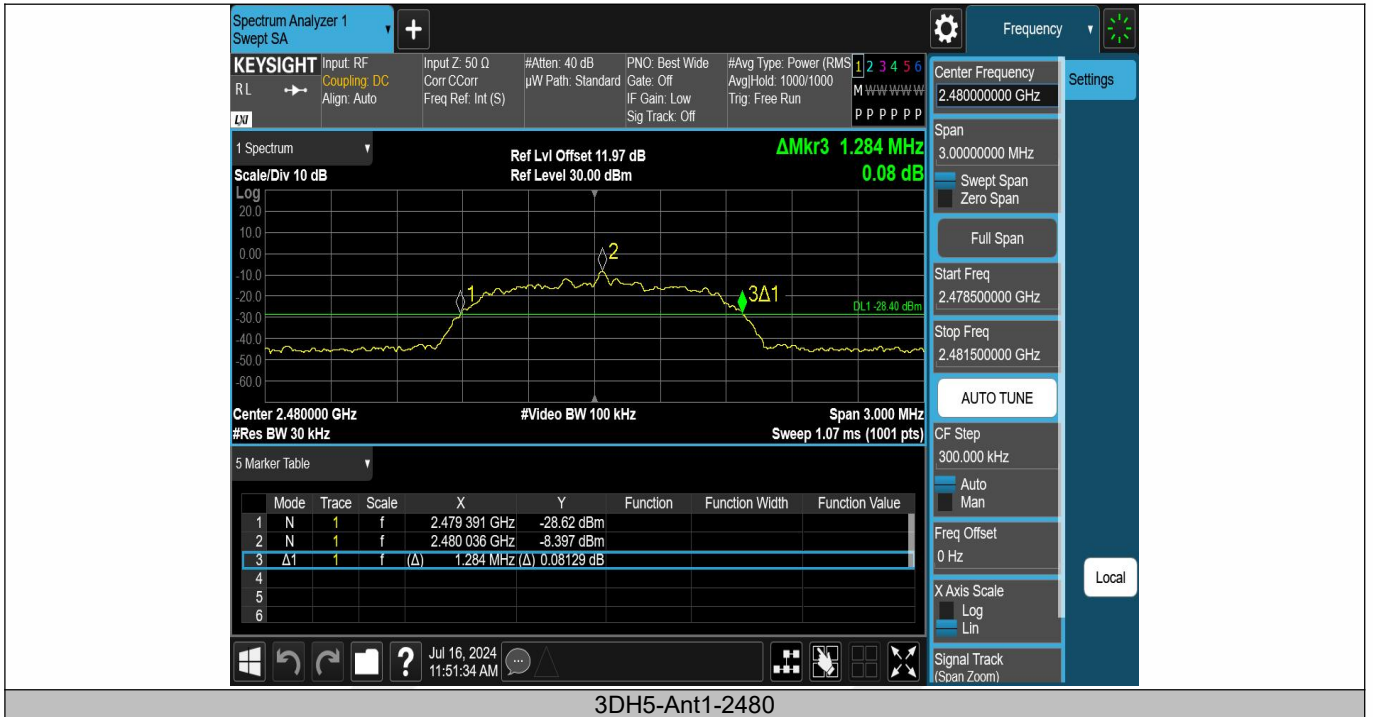 Spectrum Analyzer 1
Swept SA
+
Frequency
KEYSIGHT
RL
LXI
Input: RF
Coupling: DC
Align: Auto
Input Z: 50 Ω
Corr CCorr
Freq Ref: Int (S)
#Atten: 40 dB
µW Path: Standard
PNO: Best Wide
Gate: Off
IF Gain: Low
Sig Track: Off
#Avg Type: Power (RMS
Avg|Hold: 1000/1000
Trig: Free Run
1 2 3 4 5 6
M W W W W W
P P P P P P
1 Spectrum
Scale/Div 10 dB
Ref Lvl Offset 11.97 dB
Ref Level 30.00 dBm
ΔMkr3 1.284 MHz
0.08 dB
Log
20.0
10.0
0.00
-10.0
-20.0
-30.0
-40.0
-50.0
-60.0
1
2
3Δ1
DL1 -28.40 dBm
Center 2.480000 GHz
#Video BW 100 kHz
Span 3.000 MHz
#Res BW 30 kHz
Sweep 1.07 ms (1001 pts)
5 Marker Table
Mode Trace Scale X Y Function Function Width Function Value
1 N 1 f 2.479 391 GHz -28.62 dBm
2 N 1 f 2.480 036 GHz -8.397 dBm
3 Δ1 1 f (Δ) 1.284 MHz (Δ) 0.08129 dB
4
5
6
?
Jul 16, 2024
11:51:34 AM
Center Frequency
2.480000000 GHz
Settings
Span
3.00000000 MHz
Swept Span
Zero Span
Full Span
Start Freq
2.478500000 GHz
Stop Freq
2.481500000 GHz
AUTO TUNE
CF Step
300.000 kHz
Auto
Man
Freq Offset
0 Hz
X Axis Scale
Log
Lin
Signal Track
(Span Zoom)
Local
3DH5-Ant1-2480